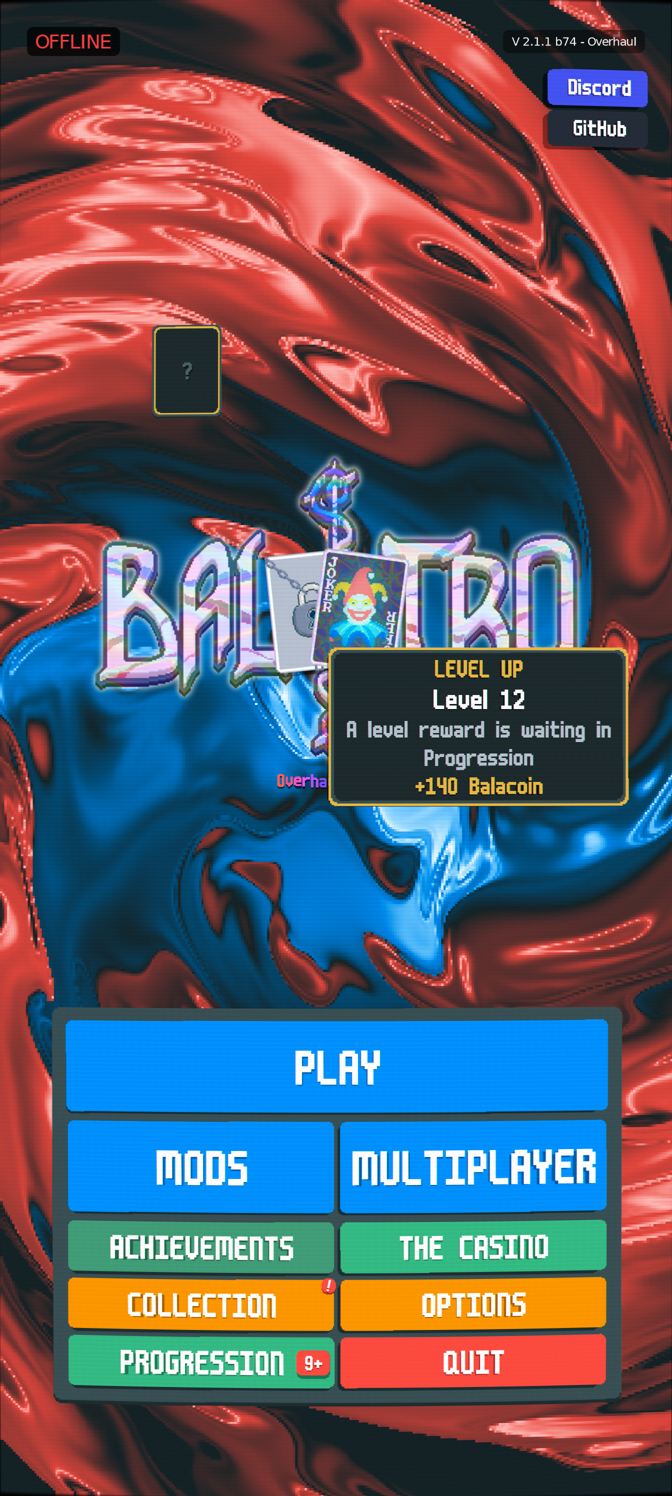 OFFLINE
V 2.1.1 b74 - Overhaul
Discord
GitHub
?
$
BALATRO
JOKER
LEVEL UP
Level 12
A level reward is waiting in
Progression
+140 Balacoin
Overha
PLAY
MODS
MULTIPLAYER
ACHIEVEMENTS
THE CASINO
COLLECTION
!
OPTIONS
PROGRESSION
9+
QUIT